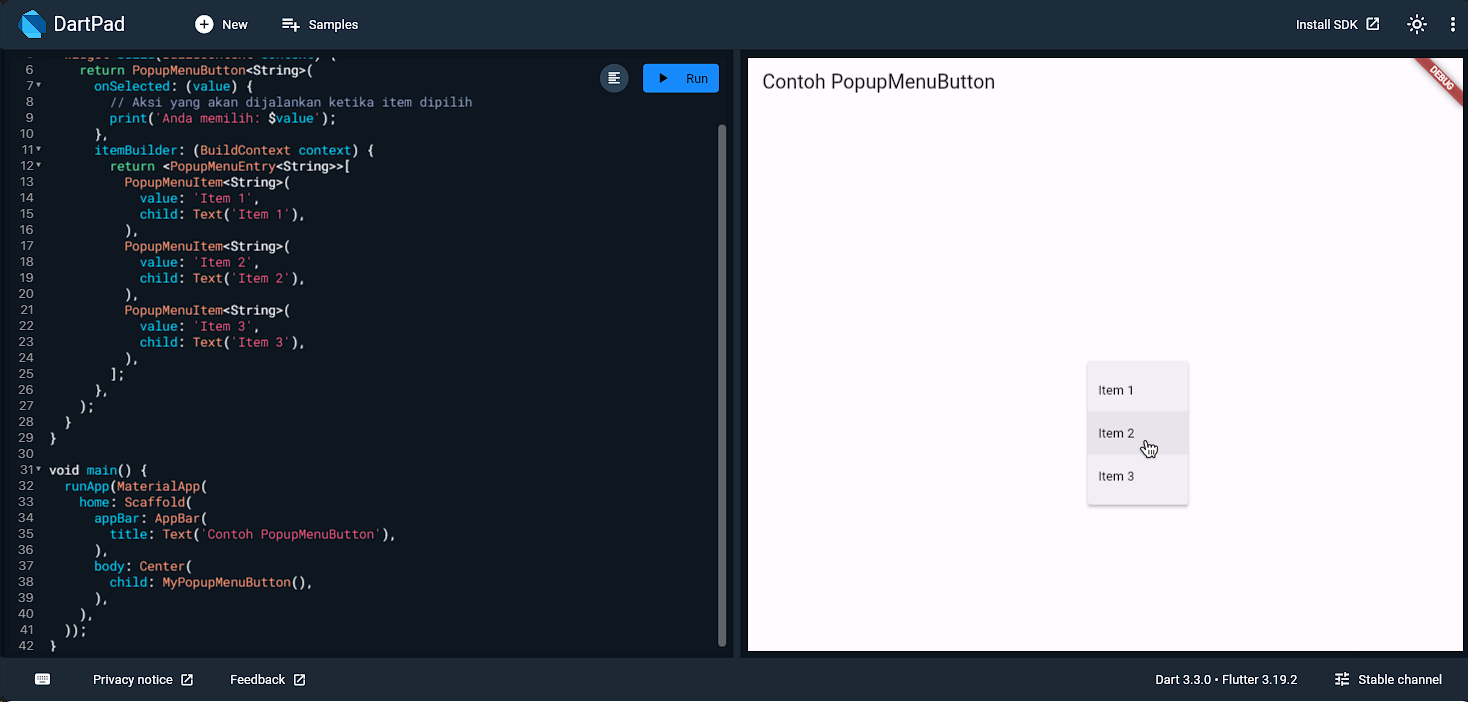 DartPad
New
Samples
Install SDK
6 return PopupMenuButton<String>(
7 onSelected: (value) {
8 // Aksi yang akan dijalankan ketika item dipilih
9 print('Anda memilih: $value');
10 },
11 itemBuilder: (BuildContext context) {
12 return <PopupMenuEntry<String>>[
13 PopupMenuItem<String>(
14 value: 'Item 1',
15 child: Text('Item 1'),
16 ),
17 PopupMenuItem<String>(
18 value: 'Item 2',
19 child: Text('Item 2'),
20 ),
21 PopupMenuItem<String>(
22 value: 'Item 3',
23 child: Text('Item 3'),
24 ),
25 ];
26 },
27 );
28 }
29 }
30
31 void main() {
32 runApp(MaterialApp(
33 home: Scaffold(
34 appBar: AppBar(
35 title: Text('Contoh PopupMenuButton'),
36 ),
37 body: Center(
38 child: MyPopupMenuButton(),
39 ),
40 ),
41 ));
42 }
Run
Contoh PopupMenuButton
DEBUG
Item 1
Item 2
Item 3
Privacy notice
Feedback
Dart 3.3.0 • Flutter 3.19.2
Stable channel